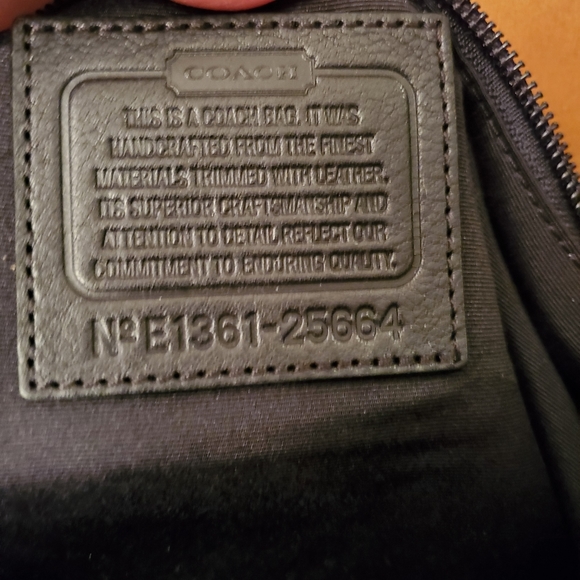 COACH
THIS IS A COACH BAG. IT WAS
HANDCRAFTED FROM THE FINEST
MATERIALS TRIMMED WITH LEATHER.
ITS SUPERIOR CRAFTSMANSHIP AND
ATTENTION TO DETAIL REFLECT OUR
COMMITMENT TO ENDURING QUALITY.
Nº E1361-25664